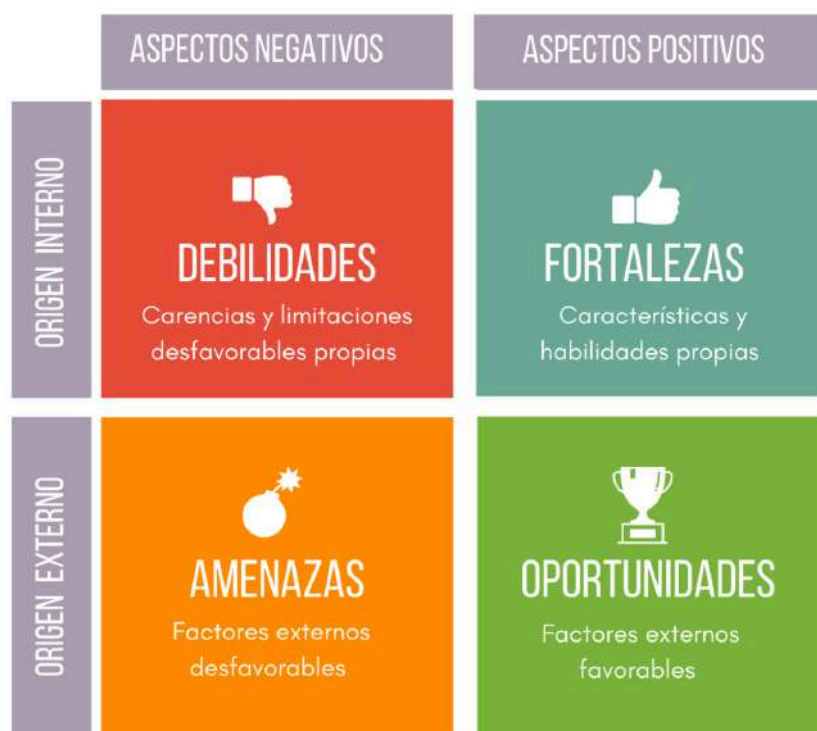 ASPECTOS NEGATIVOS
ASPECTOS POSITIVOS
ORIGEN INTERNO
DEBILIDADES
Carencias y limitaciones
desfavorables propias
FORTALEZAS
Características y
habilidades propias
ORIGEN EXTERNO
AMENAZAS
Factores externos
desfavorables
OPORTUNIDADES
Factores externos
favorables